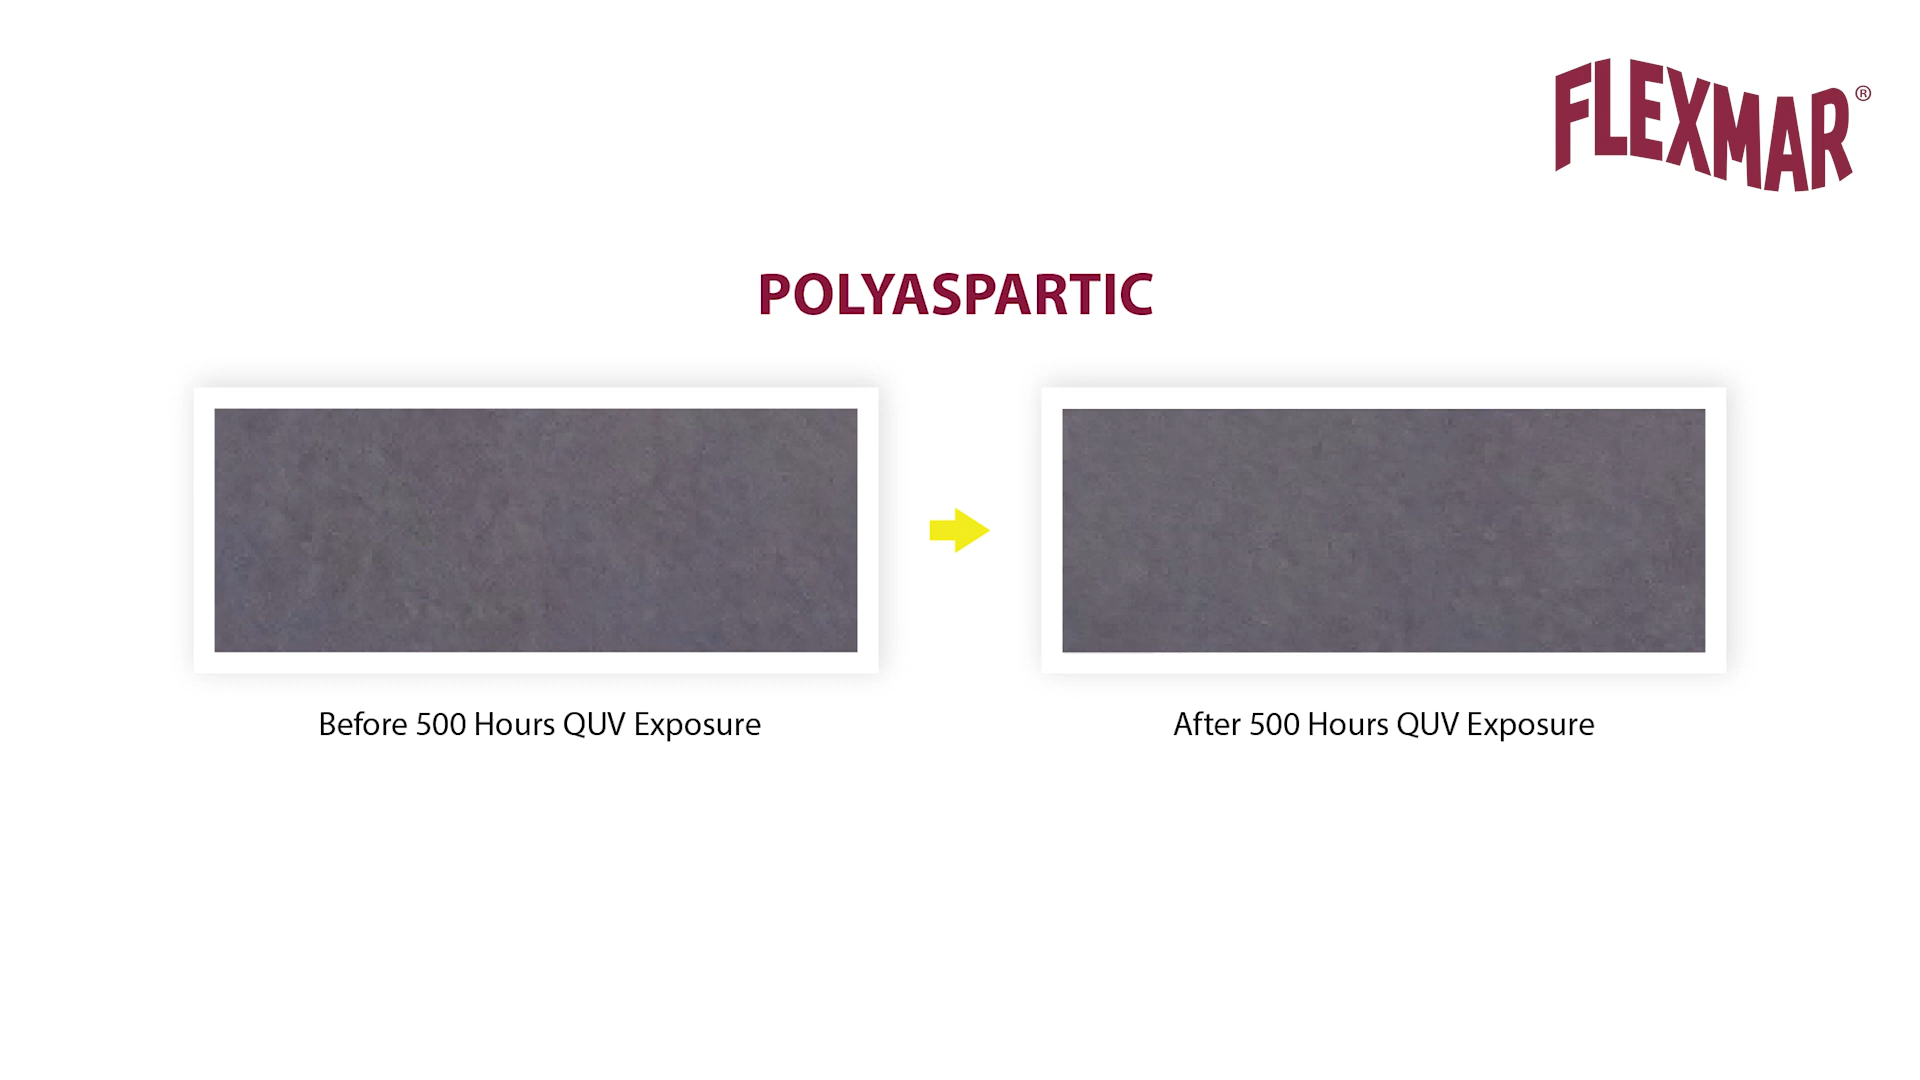 FLEXMAR®
POLYASPARTIC
Before 500 Hours QUV Exposure
After 500 Hours QUV Exposure